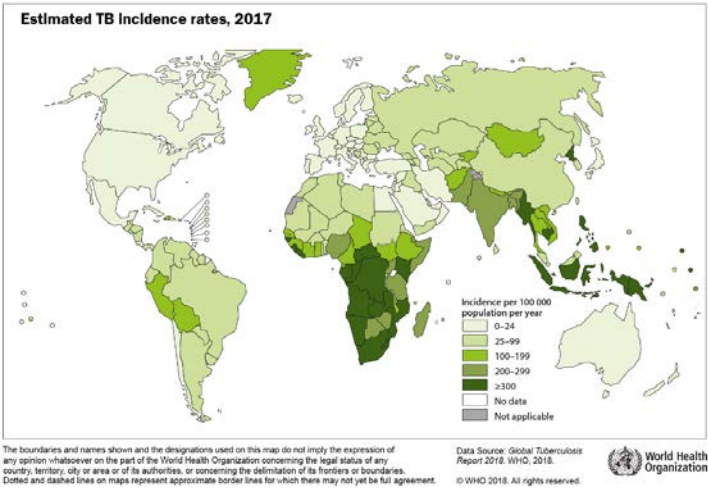 Estimated TB incidence rates, 2017
Incidence per 100 000
population per year
0–24
25–99
100–199
200–299
≥300
No data
Not applicable
The boundaries and names shown and the designations used on this map do not imply the expression of
any opinion whatsoever on the part of the World Health Organization concerning the legal status of any
country, territory, city or area or of its authorities, or concerning the delimitation of its frontiers or boundaries.
Dotted and dashed lines on maps represent approximate border lines for which there may not yet be full agreement.
Data Source: Global Tuberculosis
Report 2018. WHO, 2018.
© WHO 2018. All rights reserved.
World Health
Organization